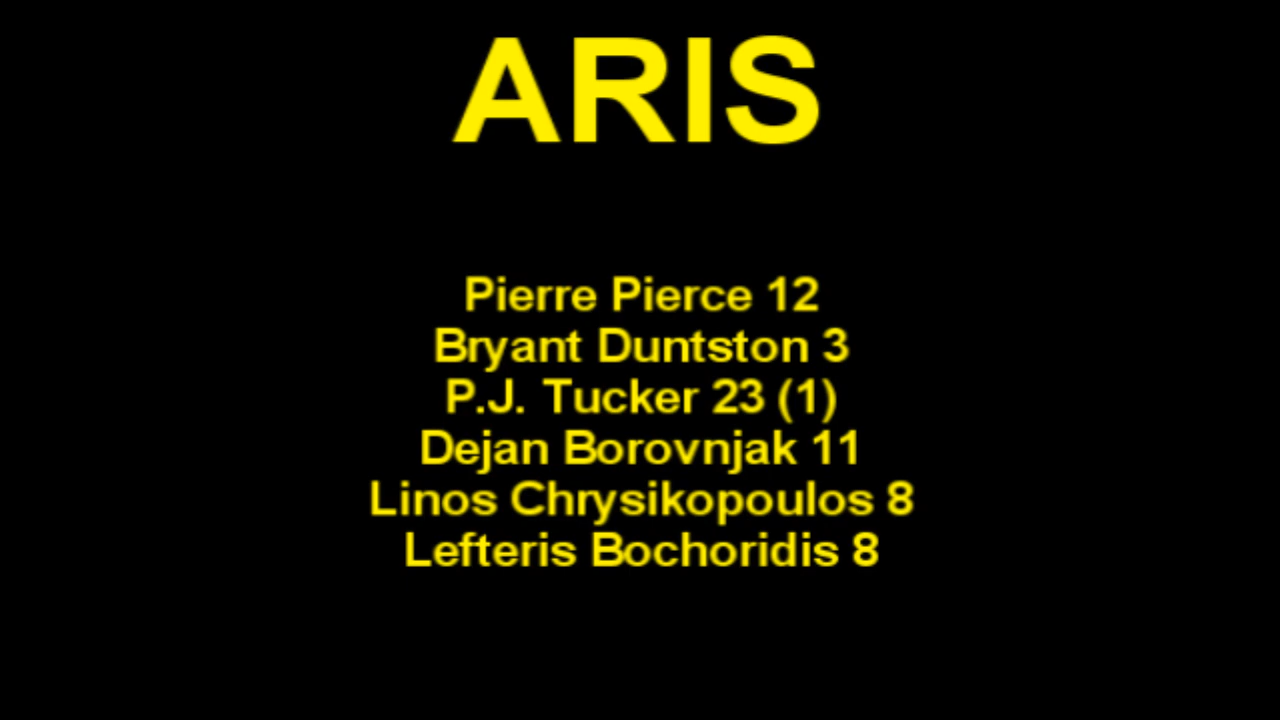 ARIS
Pierre Pierce 12
Bryant Duntston 3
P.J. Tucker 23 (1)
Dejan Borovnjak 11
Linos Chrysikopoulos 8
Lefteris Bochoridis 8